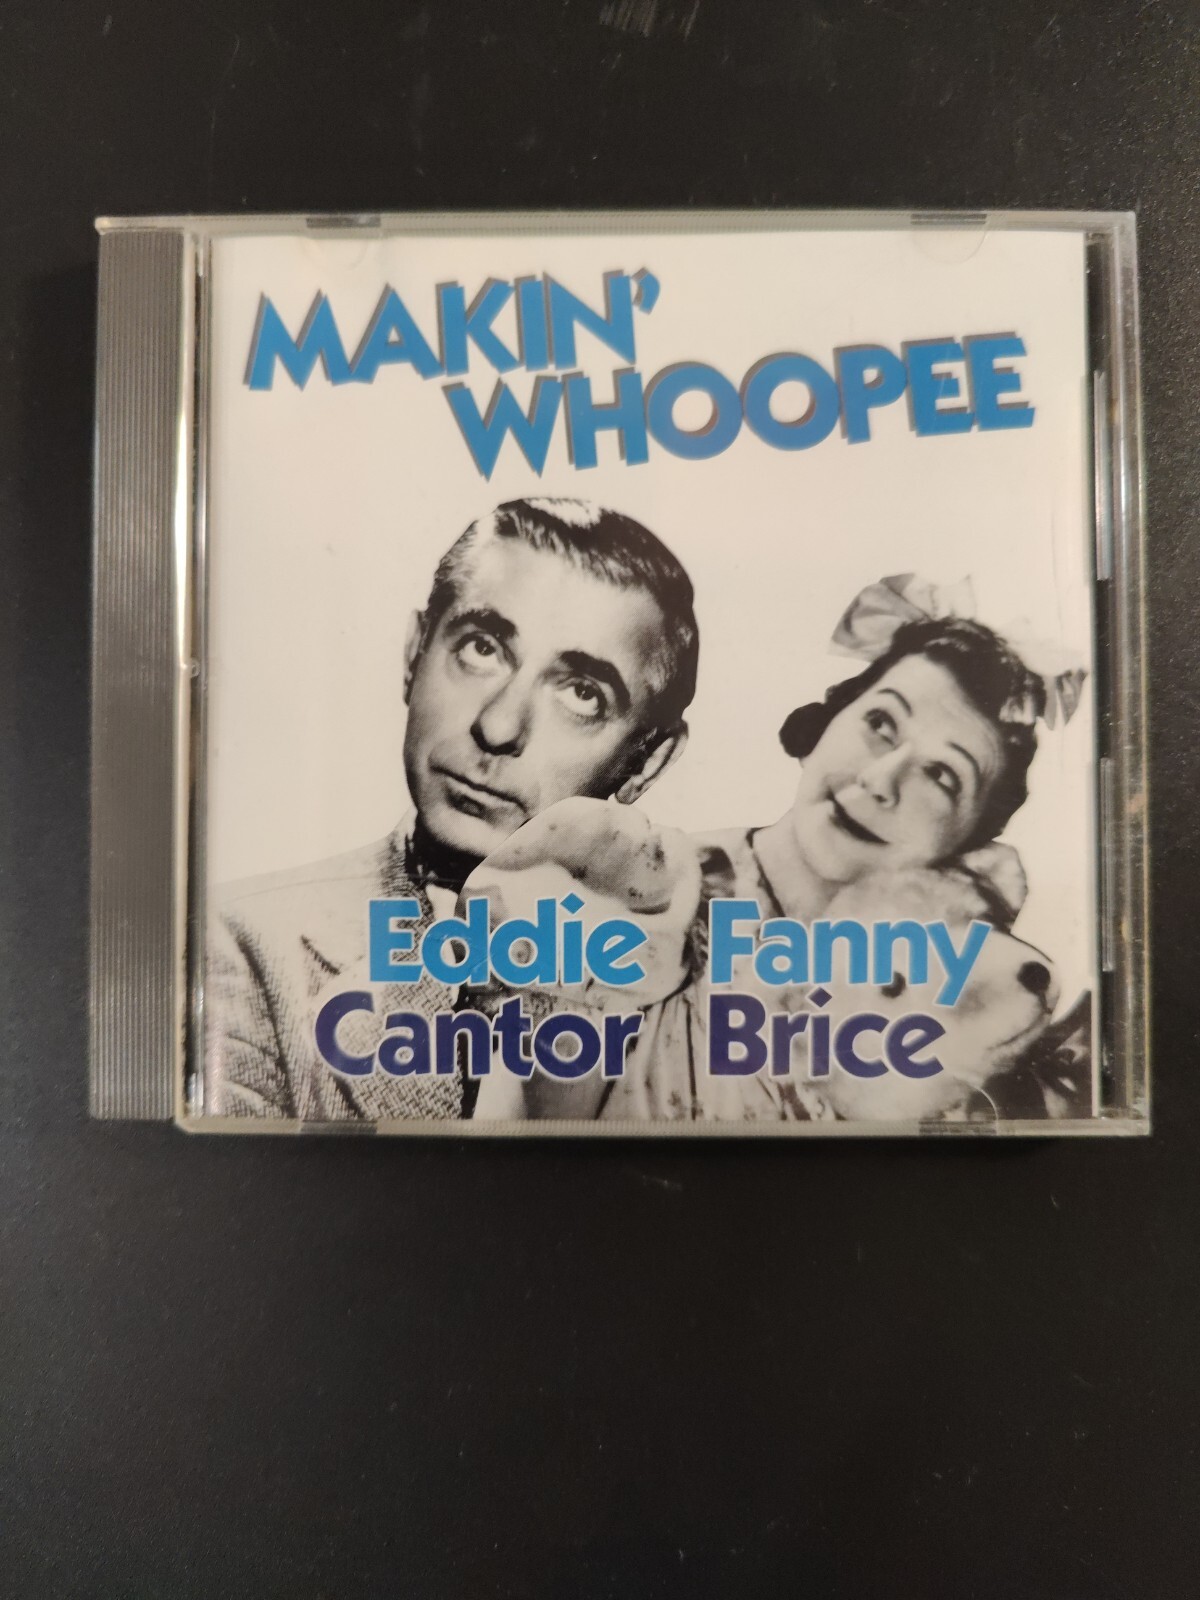 MAKIN'
WHOOPEE
Eddie
Cantor
Fanny
Brice